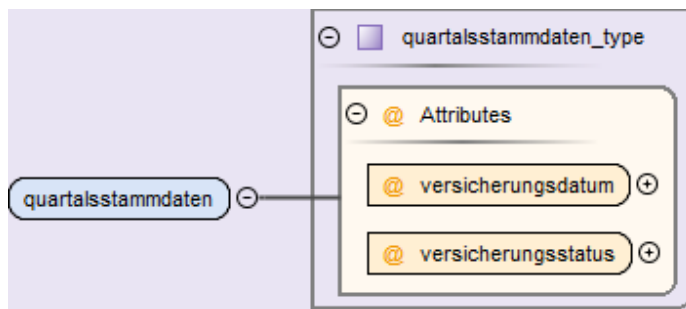 quartalsstammdaten_type
@ Attributes
@ versicherungsdatum
quartalsstammdaten
@ versicherungsstatus